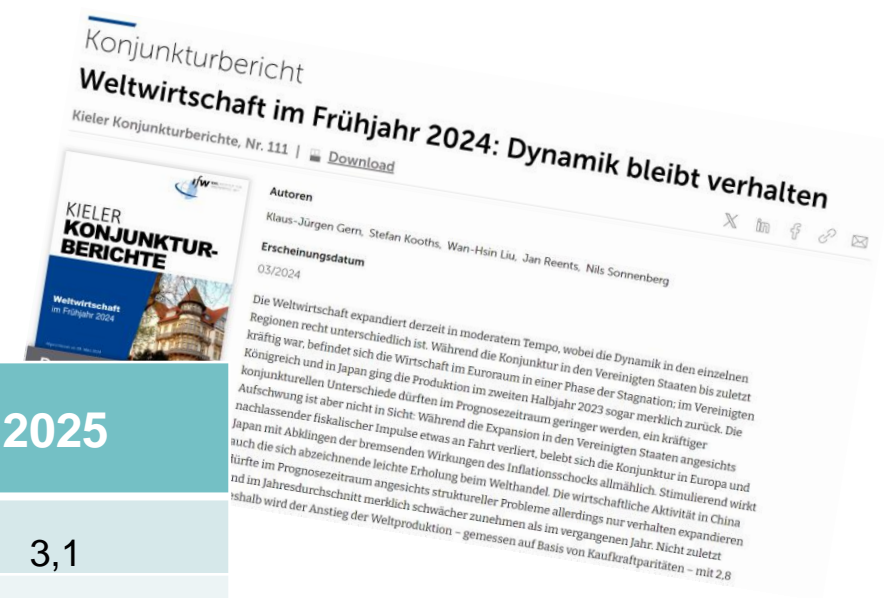 Konjunkturbericht
Weltwirtschaft im Frühjahr 2024: Dynamik bleibt verhalten
Kieler Konjunkturberichte, Nr. 111 | Download
ifw
KIELER
KONJUNKTUR-
BERICHTE
Weltwirtschaft
im Frühjahr 2024
Autoren
Klaus-Jürgen Gern, Stefan Kooths, Wan-Hsin Liu, Jan Reents, Nils Sonnenberg
Erscheinungsdatum
03/2024
Die Weltwirtschaft expandiert derzeit in moderatem Tempo, wobei die Dynamik in den einzelnen
Regionen recht unterschiedlich ist. Während die Konjunktur in den Vereinigten Staaten bis zuletzt
kräftig war, befindet sich die Wirtschaft im Euroraum in einer Phase der Stagnation; im Vereinigten
Königreich und in Japan ging die Produktion im zweiten Halbjahr 2023 sogar merklich zurück. Die
konjunkturellen Unterschiede dürften im Prognosezeitraum geringer werden, ein kräftiger
Aufschwung ist aber nicht in Sicht: Während die Expansion in den Vereinigten Staaten angesichts
nachlassender fiskalischer Impulse etwas an Fahrt verliert, belebt sich die Konjunktur in Europa und
Japan mit Abklingen der bremsenden Wirkungen des Inflationsschocks allmählich. Stimulierend wirkt
auch die sich abzeichnende leichte Erholung beim Welthandel. Die wirtschaftliche Aktivität in China
dürfte im Prognosezeitraum angesichts struktureller Probleme allerdings nur verhalten expandieren
nd im Jahresdurchschnitt merklich schwächer zunehmen als im vergangenen Jahr. Nicht zuletzt
eshalb wird der Anstieg der Weltproduktion – gemessen auf Basis von Kaufkraftparitäten – mit 2,8
2025
3,1